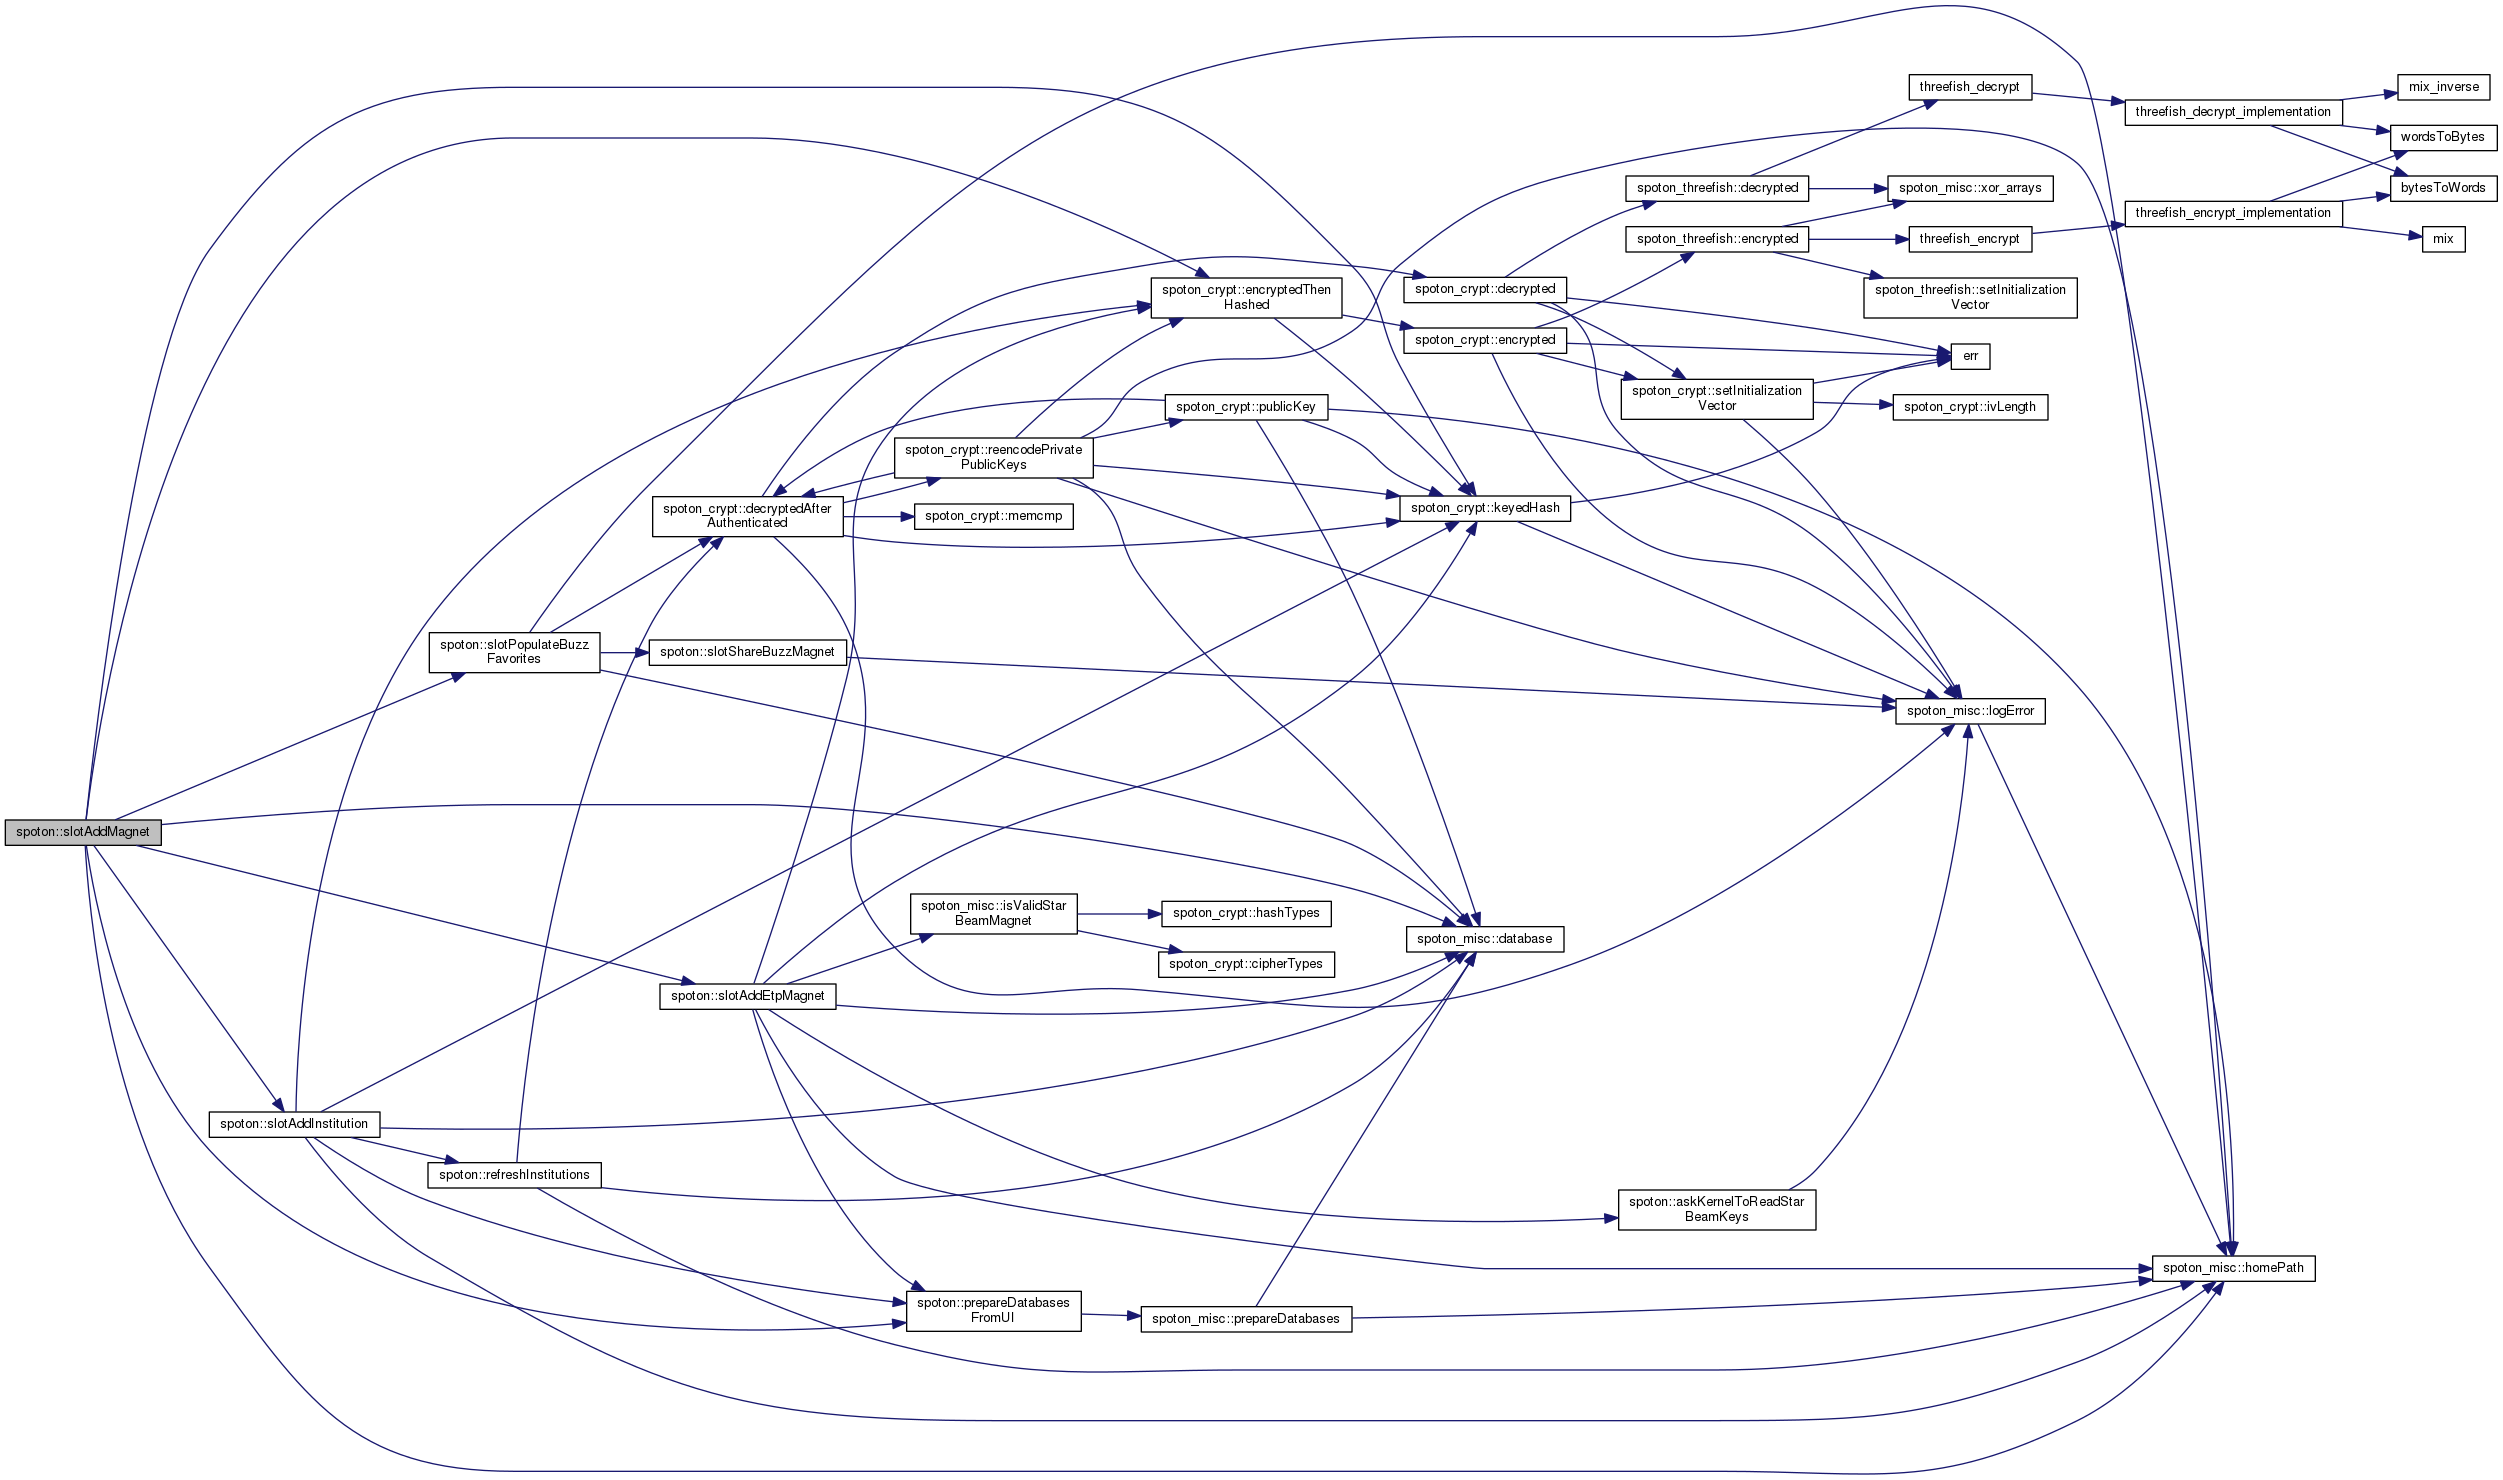 mix_inverse
threefish_decrypt
threefish_decrypt_implementation
wordsToBytes
spoton_threefish::decrypted
spoton_misc::xor_arrays
bytesToWords
threefish_encrypt_implementation
spoton_threefish::encrypted
threefish_encrypt
mix
spoton_crypt::encryptedThen
Hashed
spoton_crypt::decrypted
spoton_threefish::setInitialization
Vector
spoton_crypt::encrypted
err
spoton_crypt::setInitialization
Vector
spoton_crypt::publicKey
spoton_crypt::ivLength
spoton_crypt::reencodePrivate
PublicKeys
spoton_crypt::decryptedAfter
Authenticated
spoton_crypt::memcmp
spoton_crypt::keyedHash
spoton::slotPopulateBuzz
Favorites
spoton::slotShareBuzzMagnet
spoton_misc::logError
spoton::slotAddMagnet
spoton_misc::isValidStar
BeamMagnet
spoton_crypt::hashTypes
spoton_misc::database
spoton_crypt::cipherTypes
spoton::slotAddEtpMagnet
spoton::slotAddInstitution
spoton::refreshInstitutions
spoton::askKernelToReadStar
BeamKeys
spoton_misc::homePath
spoton::prepareDatabases
FromUI
spoton_misc::prepareDatabases